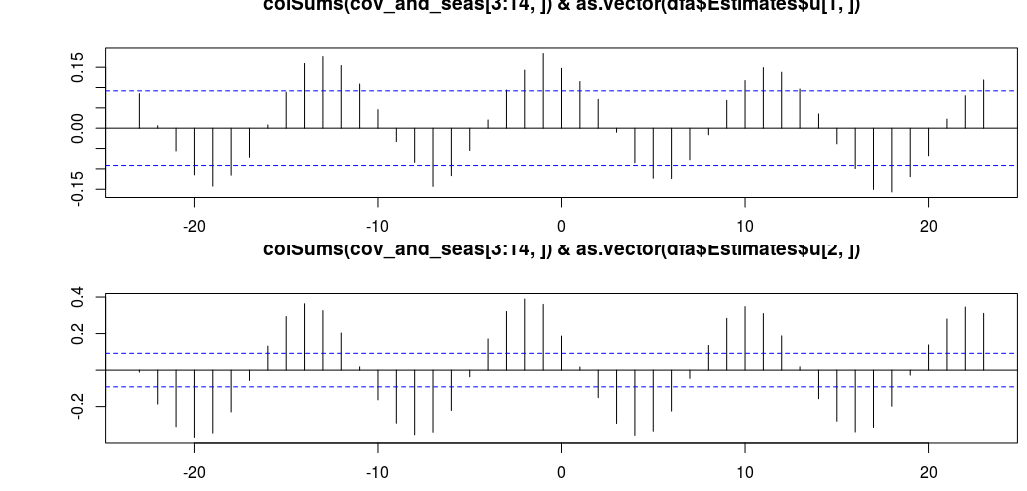 colSums(cov_and_seas[3:14, ]) & as.vector(dfa$Estimates$u[1, ])
0.15
0.00
-0.15
-20 -10 0 10 20
colSums(cov_and_seas[3:14, ]) & as.vector(dfa$Estimates$u[2, ])
0.4
0.2
-0.2
-20 -10 0 10 20